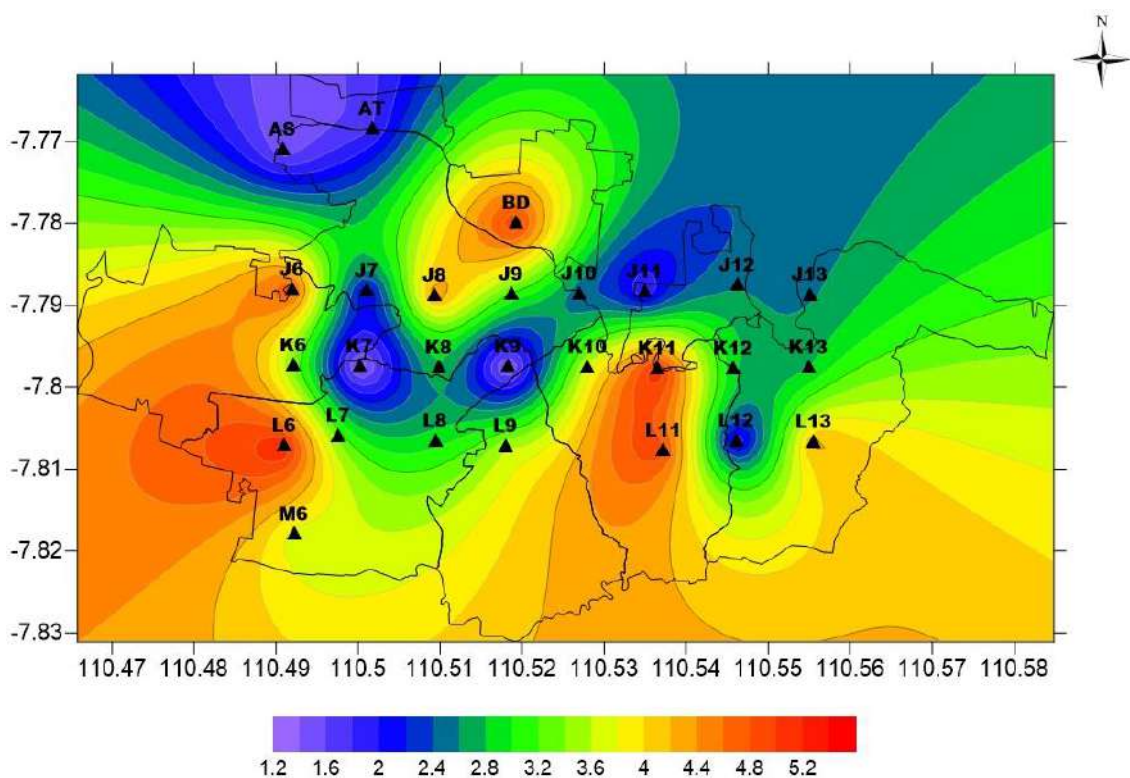 N
AT
AS
-7.77
BD
-7.78
J6 J7 J8 J9 J10 J11 J12 J13
-7.79
K6 K7 K8 K9 K10 K11 K12 K13
-7.8
L6 L7 L8 L9 L11 L12 L13
-7.81
M6
-7.82
-7.83
110.47 110.48 110.49 110.5 110.51 110.52 110.53 110.54 110.55 110.56 110.57 110.58
1.2 1.6 2 2.4 2.8 3.2 3.6 4 4.4 4.8 5.2